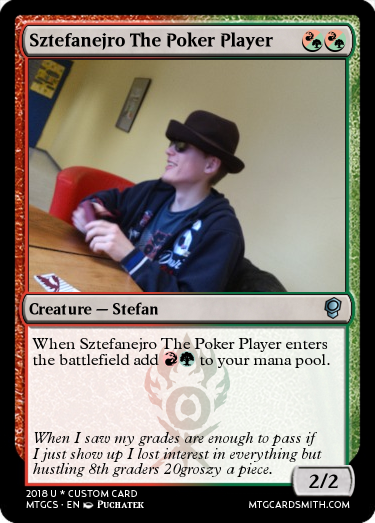 Sztefanejro The Poker Player
Creature — Stefan
When Sztefanejro The Poker Player enters
the battlefield add to your mana pool.
When I saw my grades are enough to pass if
I just show up I lost interest in everything but
hustling 8th graders 20groszy a piece.
2/2
2018 U * CUSTOM CARD
MTGCS · EN Puchatek
MTGCARDSMITH.COM